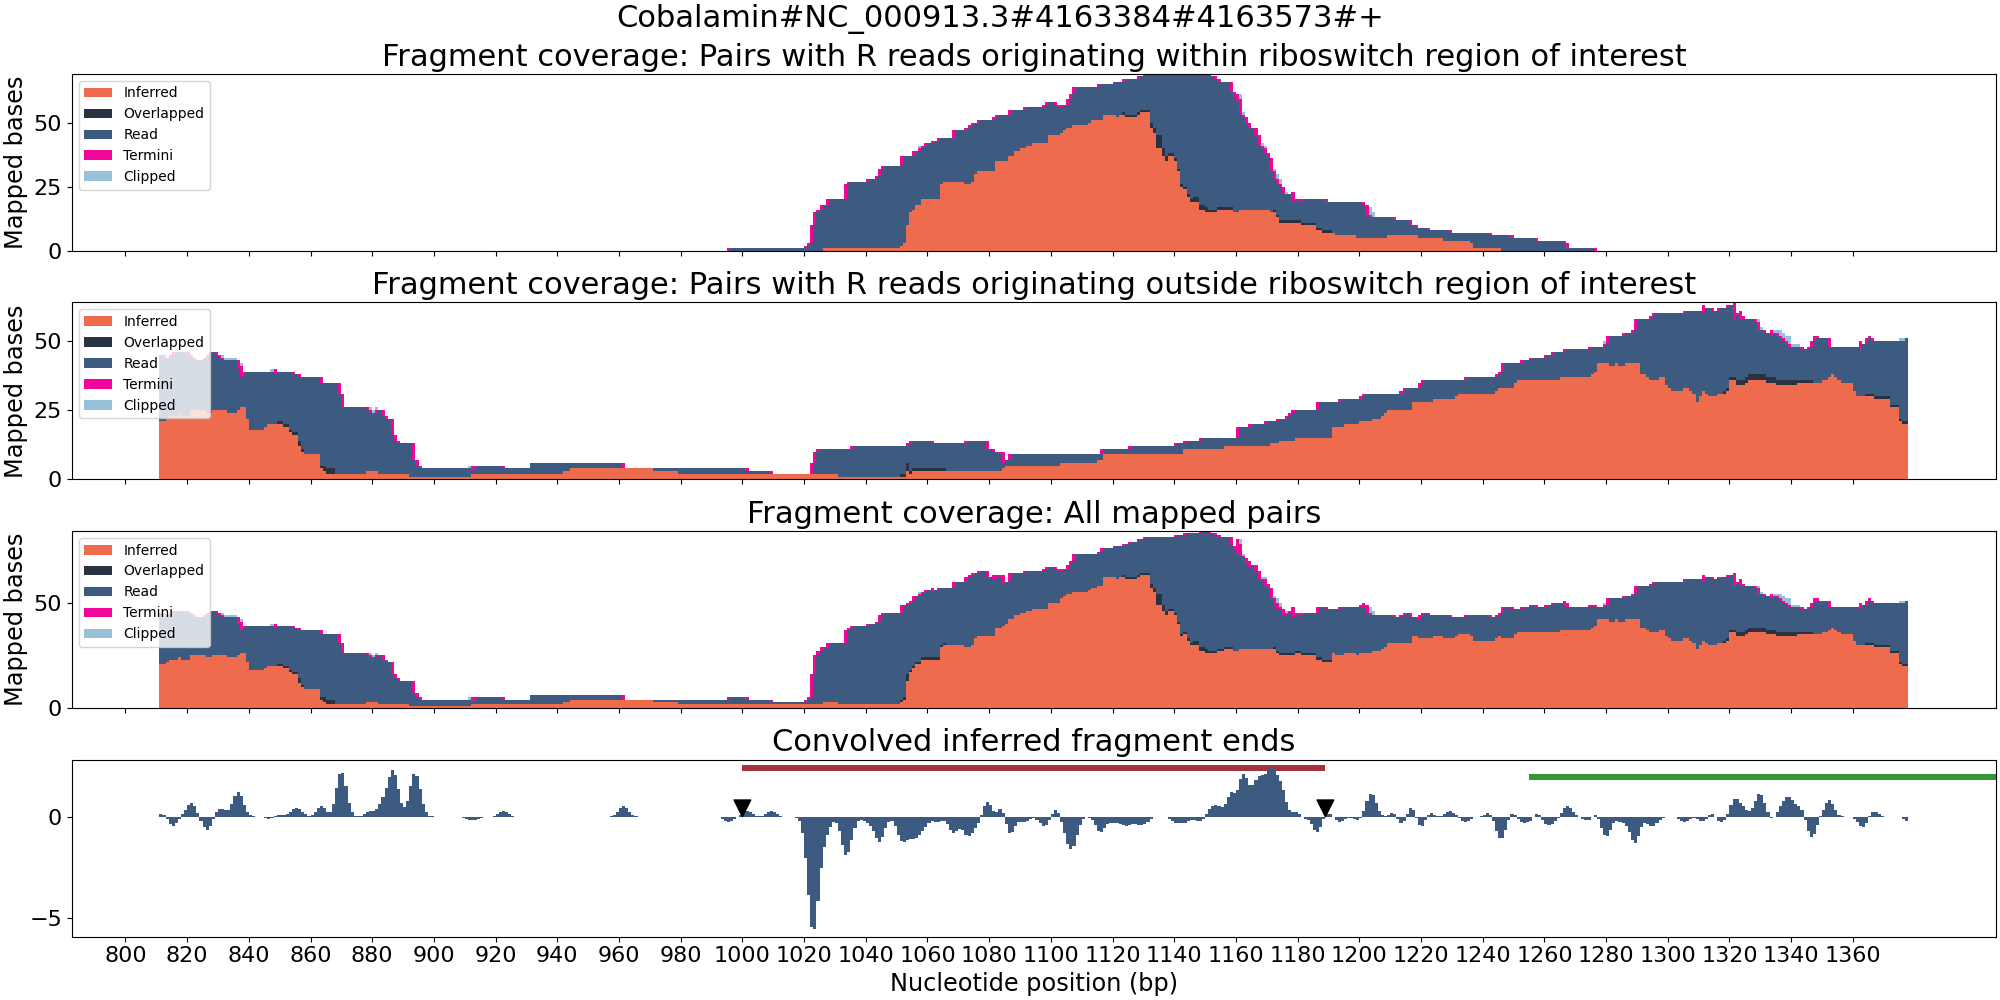 Cobalamin#NC_000913.3#4163384#4163573#+
Fragment coverage: Pairs with R reads originating within riboswitch region of interest
Mapped bases
50
25
0
Inferred
Overlapped
Read
Termini
Clipped
Fragment coverage: Pairs with R reads originating outside riboswitch region of interest
Mapped bases
50
25
0
Inferred
Overlapped
Read
Termini
Clipped
Fragment coverage: All mapped pairs
Mapped bases
50
0
Inferred
Overlapped
Read
Termini
Clipped
Convolved inferred fragment ends
0
−5
800 820 840 860 880 900 920 940 960 980 1000 1020 1040 1060 1080 1100 1120 1140 1160 1180 1200 1220 1240 1260 1280 1300 1320 1340 1360
Nucleotide position (bp)